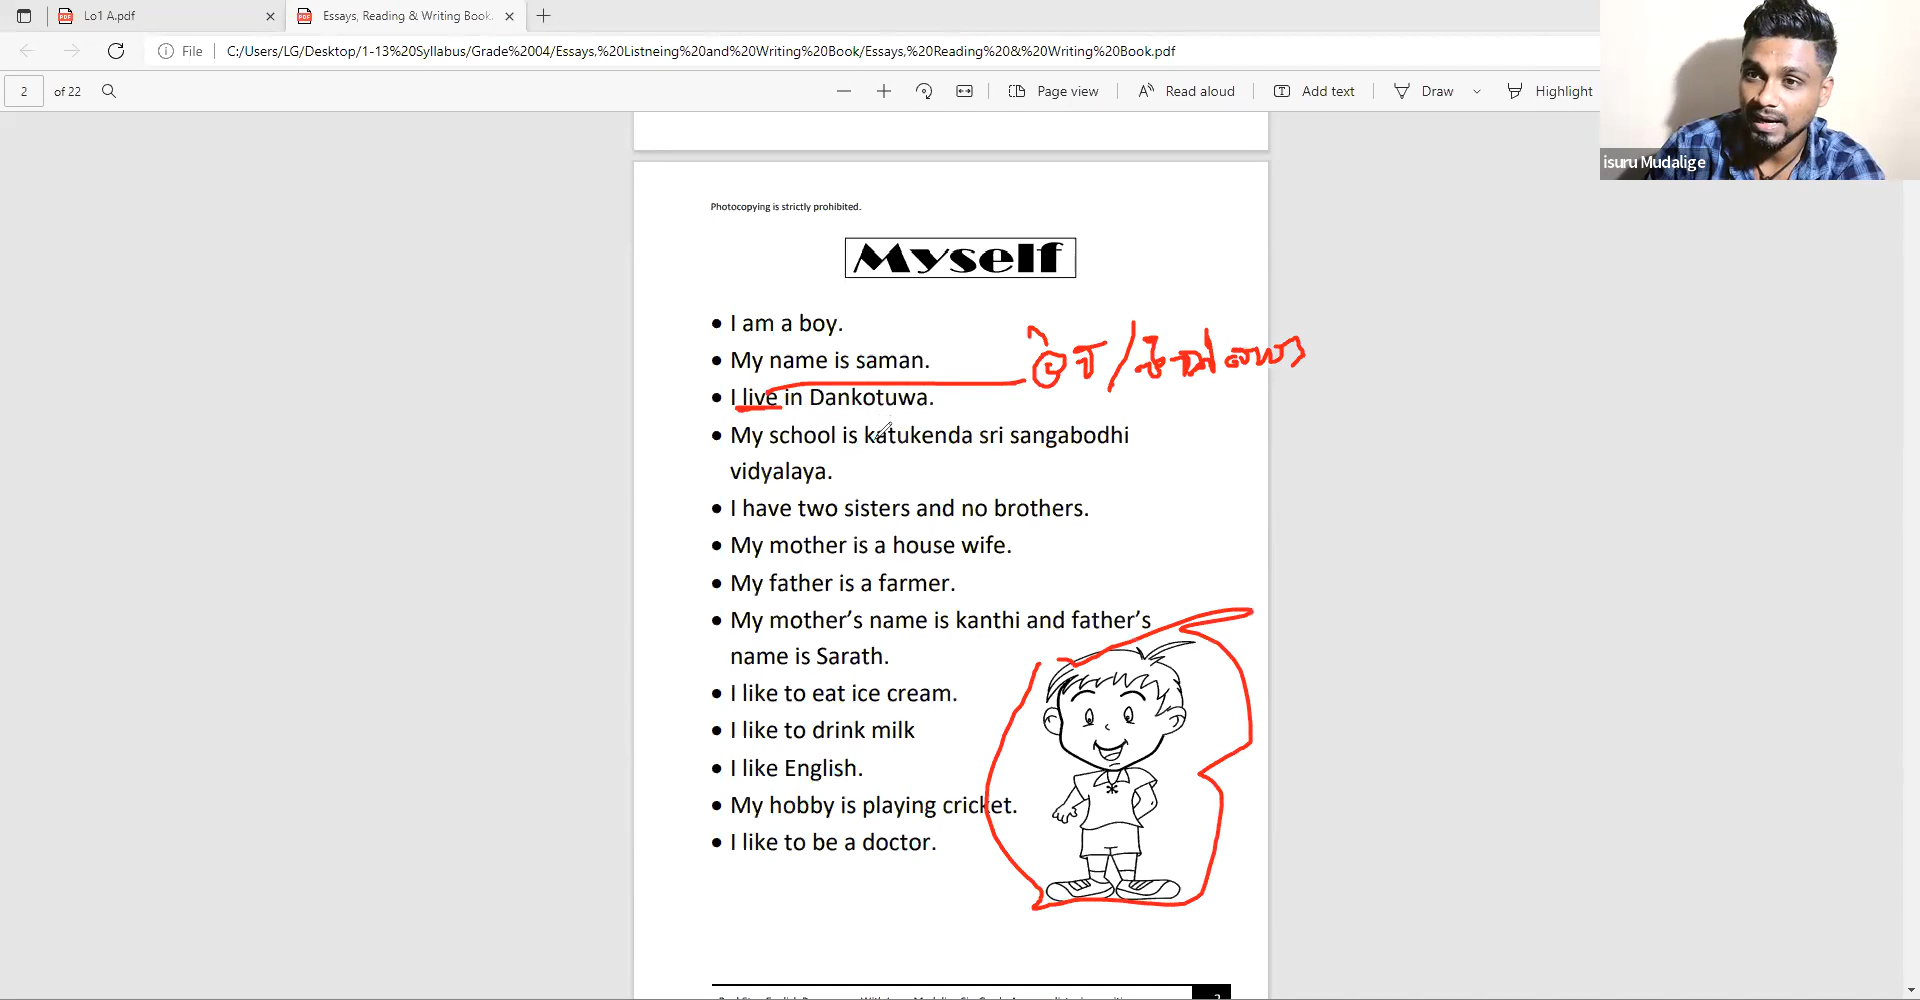 Lo1 A.pdf
Essays, Reading & Writing Book.
File
C:/Users/LG/Desktop/1-13%20Syllabus/Grade%2004/Essays,%20Listneing%20and%20Writing%20Book/Essays,%20Reading%20&%20Writing%20Book.pdf
2 of 22
Page view
Read aloud
Add text
Draw
Highlight
isuru Mudalige
Photocopying is strictly prohibited.
Myself
• I am a boy.
• My name is saman.
• I live in Dankotuwa.
• My school is katukenda sri sangabodhi
vidyalaya.
• I have two sisters and no brothers.
• My mother is a house wife.
• My father is a farmer.
• My mother’s name is kanthi and father’s
name is Sarath.
• I like to eat ice cream.
• I like to drink milk
• I like English.
• My hobby is playing cricket.
• I like to be a doctor.